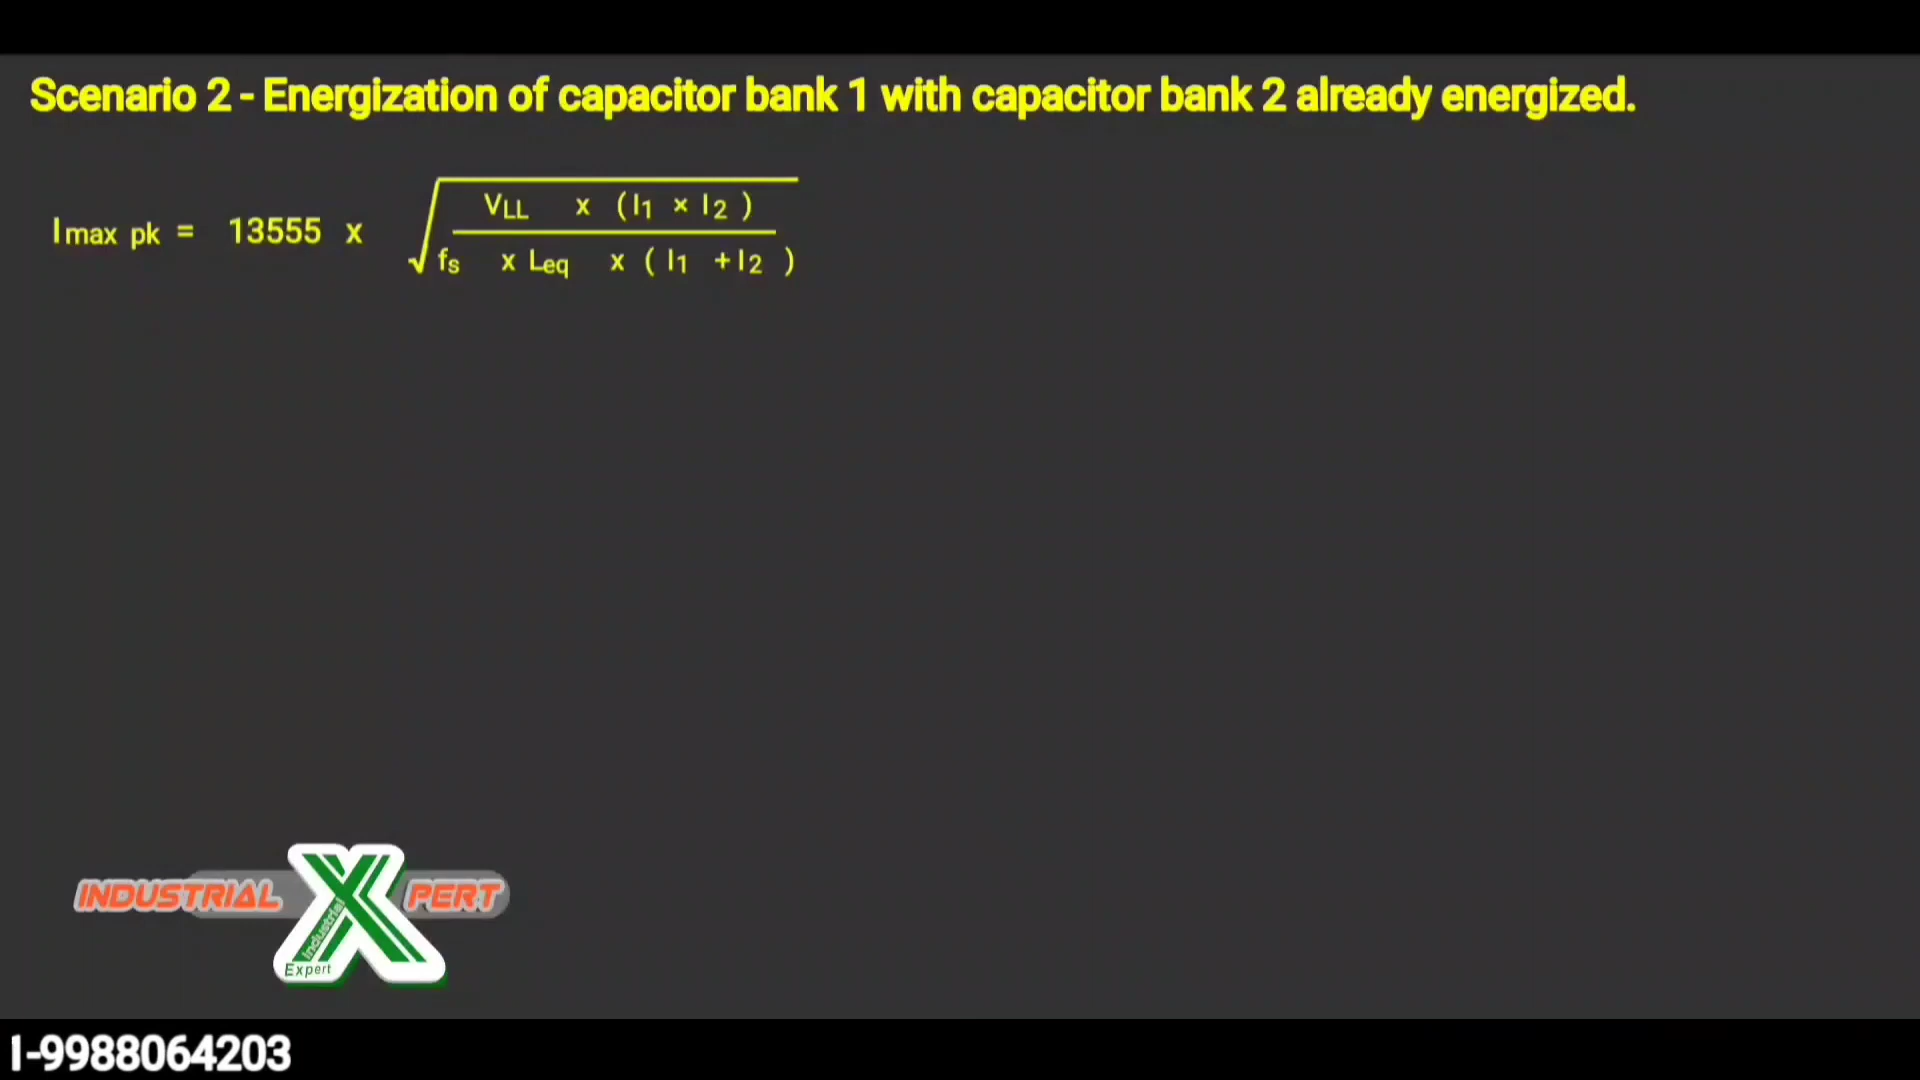 Scenario 2 - Energization of capacitor bank 1 with capacitor bank 2 already energized.
I max pk = 13555 x √ VLL x ( I1 × I2 )
fs x Leq x ( I1 + I2 )
INDUSTRIAL X PERT
Industrial
Expert
I-9988064203